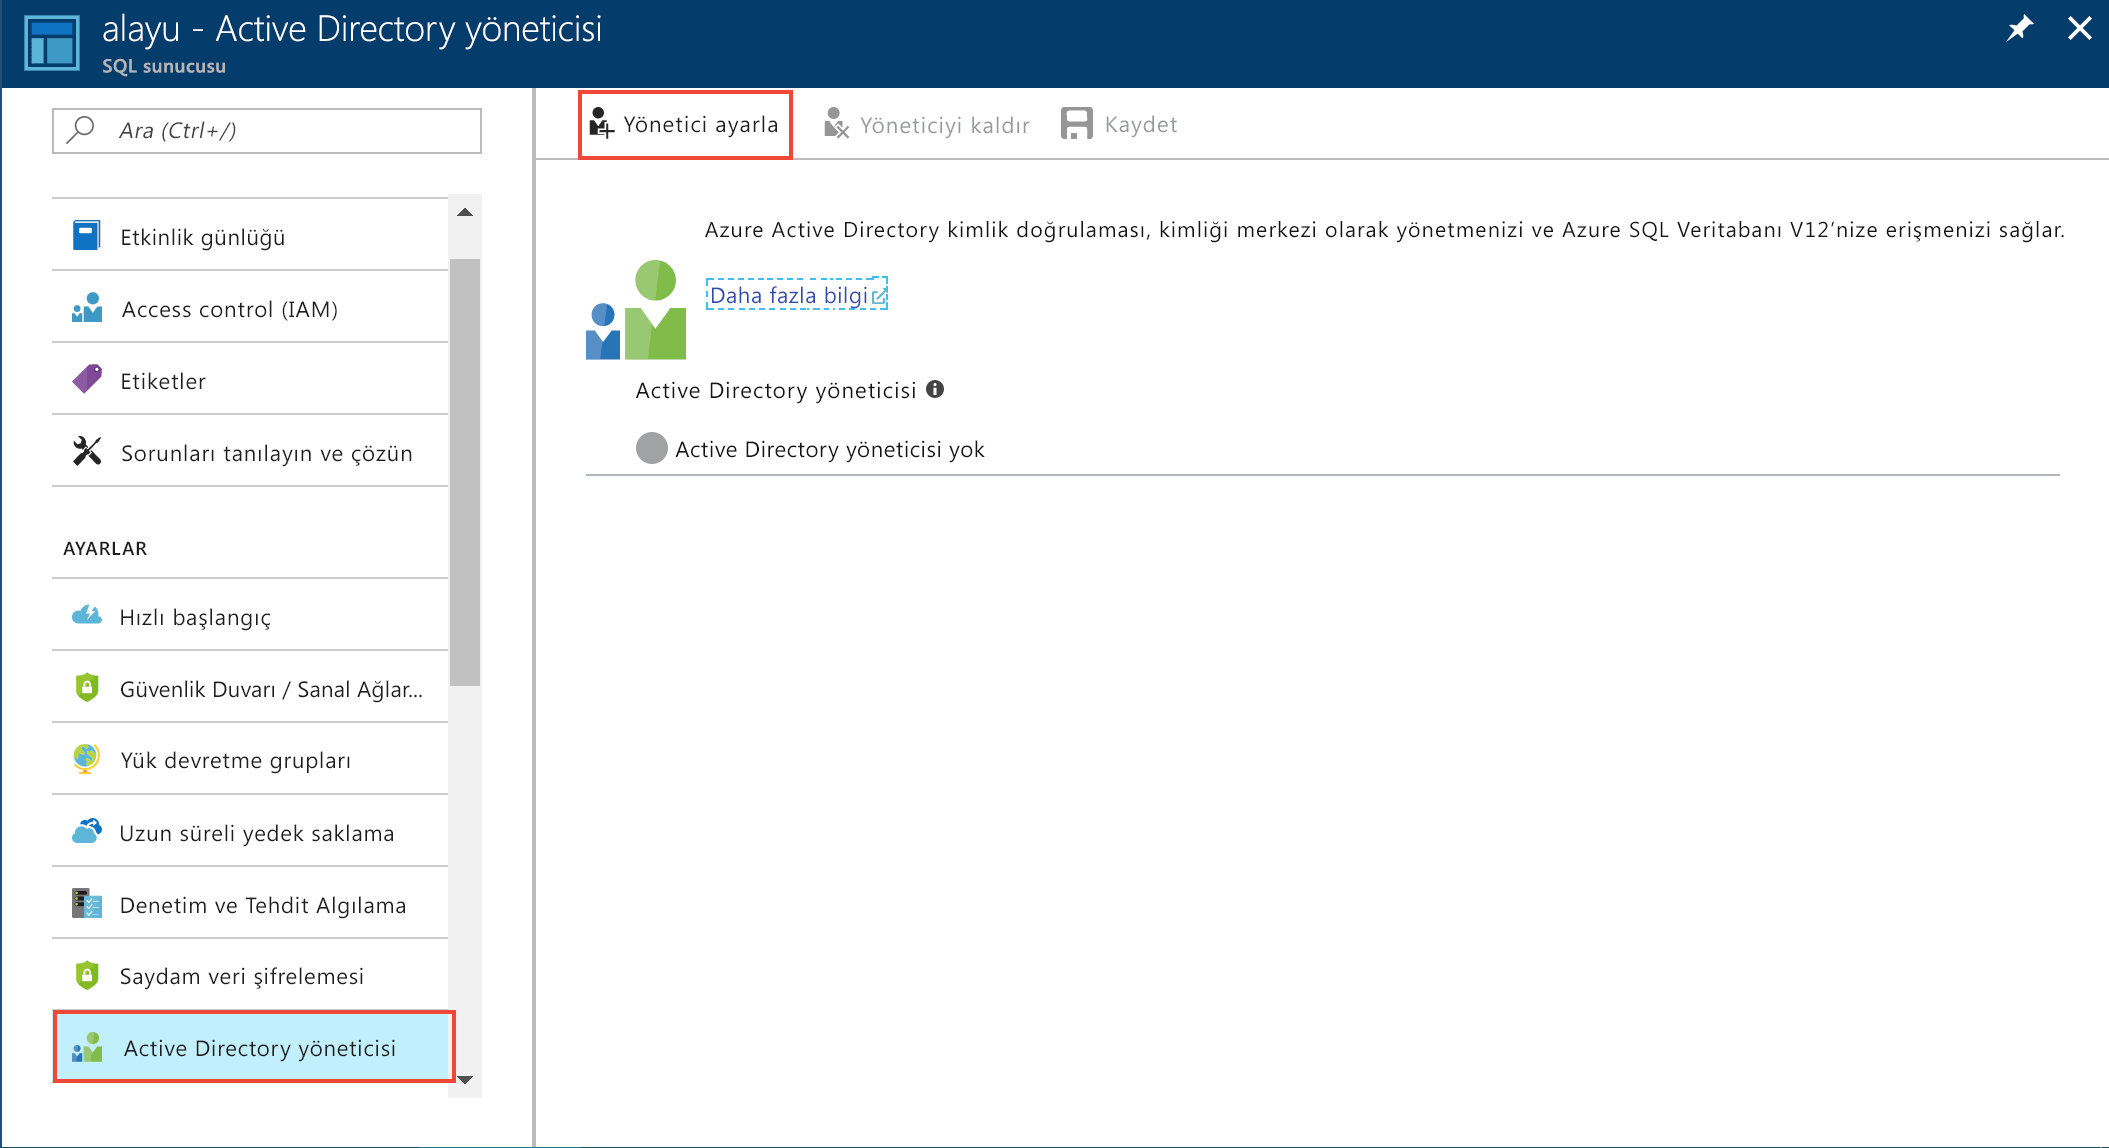 alayu - Active Directory yöneticisi
SQL sunucusu
Ara (Ctrl+/)
Etkinlik günlüğü
Access control (IAM)
Etiketler
Sorunları tanılayın ve çözün
AYARLAR
Hızlı başlangıç
Güvenlik Duvarı / Sanal Ağlar...
Yük devretme grupları
Uzun süreli yedek saklama
Denetim ve Tehdit Algılama
Saydam veri şifrelemesi
Active Directory yöneticisi
Yönetici ayarla
Yöneticiyi kaldır
Kaydet
Azure Active Directory kimlik doğrulaması, kimliği merkezi olarak yönetmenizi ve Azure SQL Veritabanı V12’nize erişmenizi sağlar.
Daha fazla bilgi
Active Directory yöneticisi
Active Directory yöneticisi yok